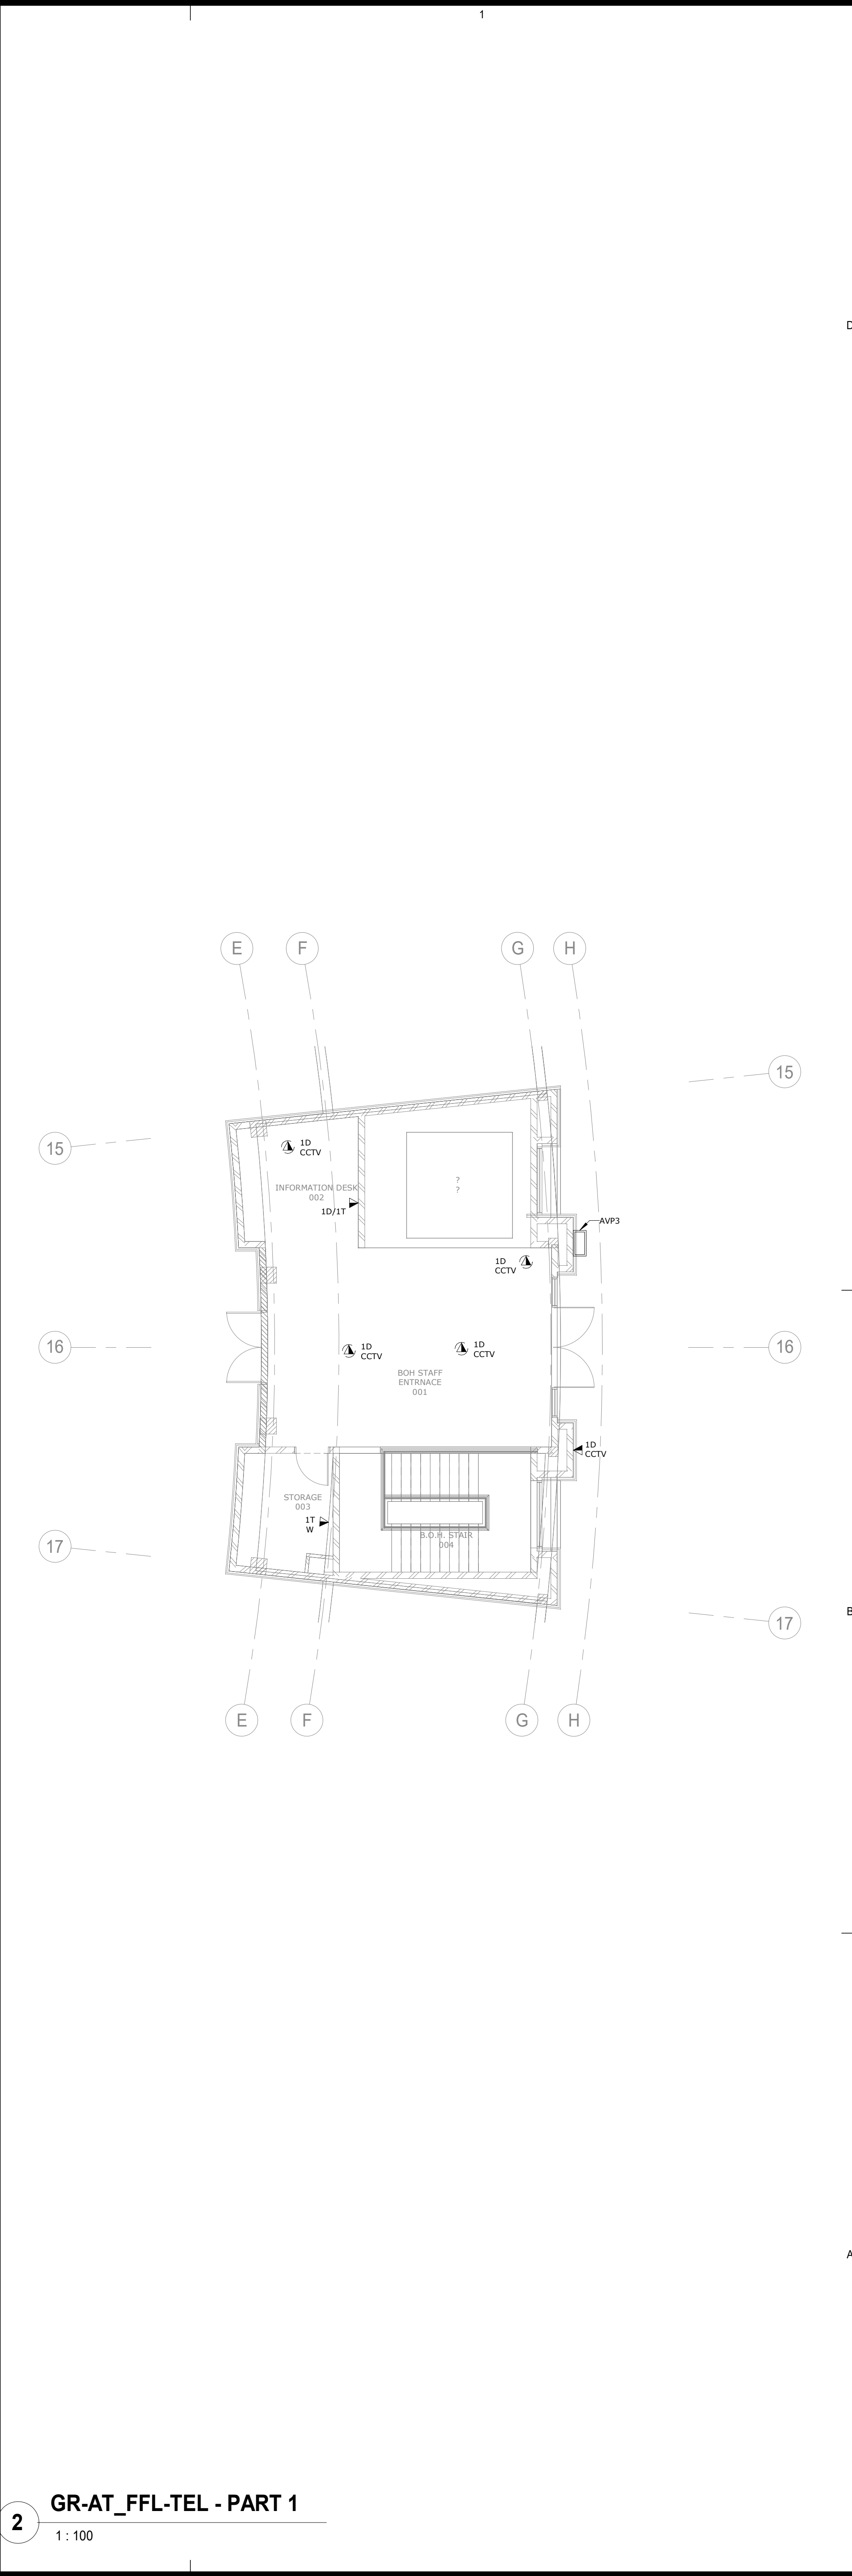 1
D
E
F
G
H
15
15
1D
CCTV
INFORMATION DESK
002
?
?
1D/1T
AVP3
1D
CCTV
16
1D
CCTV
1D
CCTV
16
BOH STAFF
ENTRNACE
001
1D
CCTV
STORAGE
003
1T
W
B.O.H. STAIR
004
17
B
17
E
F
G
H
A
2
GR-AT_FFL-TEL - PART 1
1 : 100